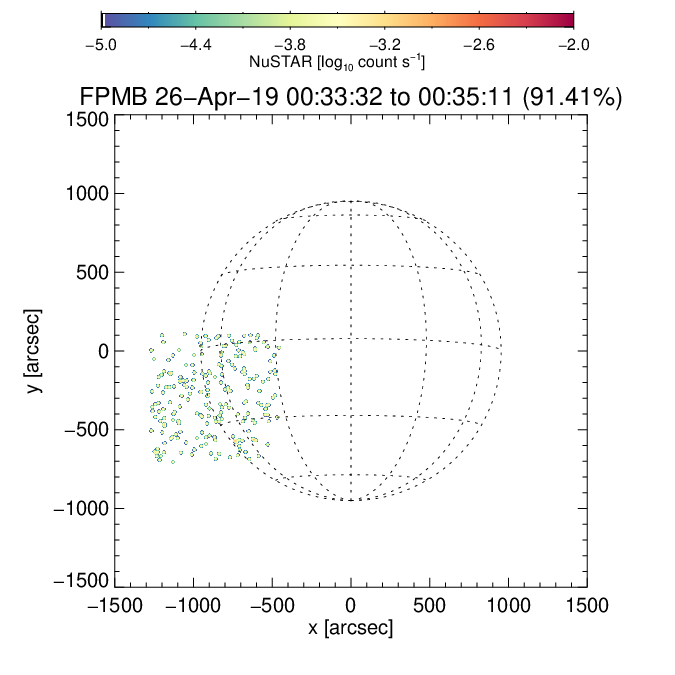 −5.0 −4.4 −3.8 −3.2 −2.6 −2.0
NuSTAR [log₁₀ count s⁻¹]
FPMB 26−Apr−19 00:33:32 to 00:35:11 (91.41%)
1500
1000
500
0
−500
−1000
−1500
y [arcsec]
−1500 −1000 −500 0 500 1000 1500
x [arcsec]